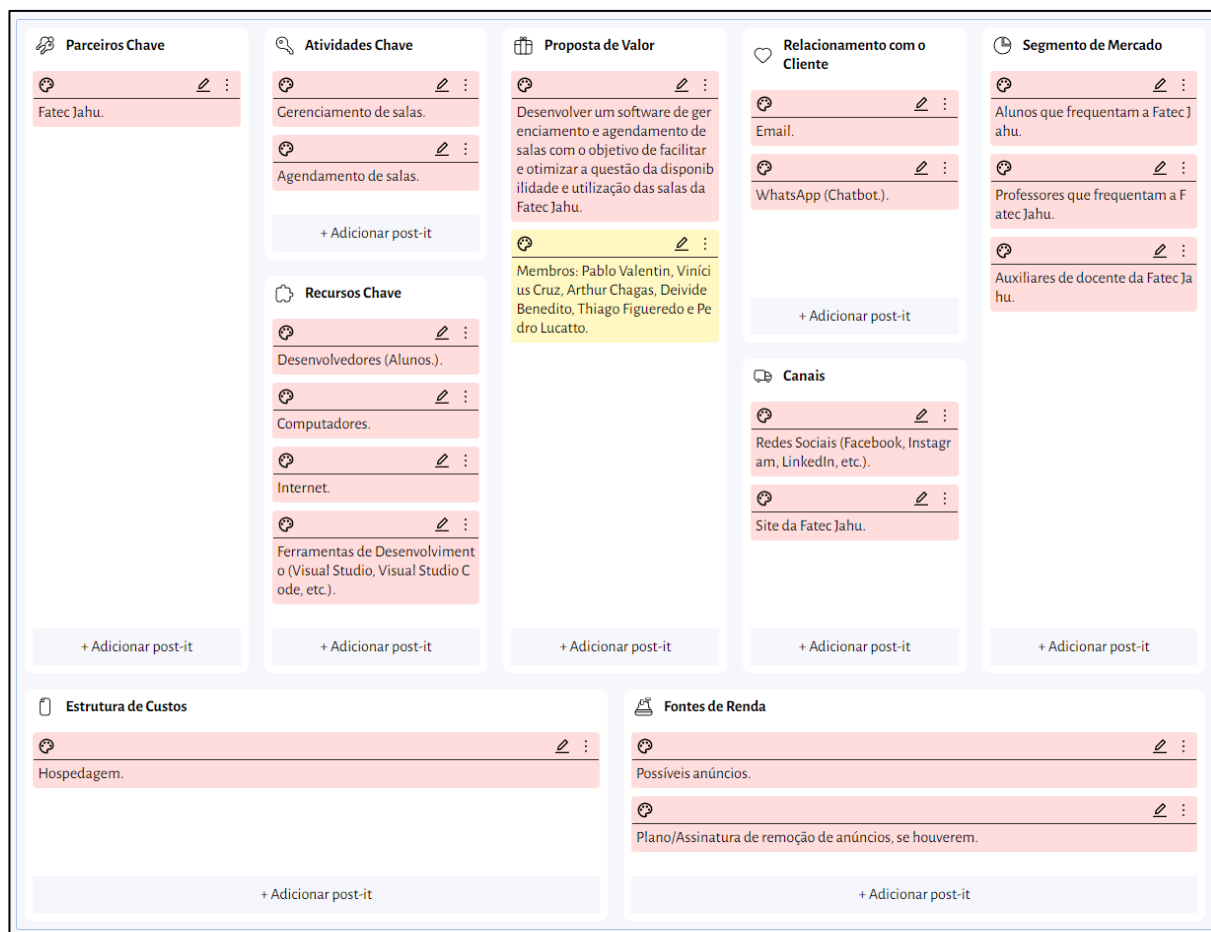 Parceiros Chave
Fatec Jahu.
+ Adicionar post-it
Atividades Chave
Gerenciamento de salas.
Agendamento de salas.
+ Adicionar post-it
Recursos Chave
Desenvolvedores (Alunos.).
Computadores.
Internet.
Ferramentas de Desenvolviment
o (Visual Studio, Visual Studio C
ode, etc.).
+ Adicionar post-it
Proposta de Valor
Desenvolver um software de ger
enciamento e agendamento de
salas com o objetivo de facilitar
e otimizar a questão da disponib
ilidade e utilização das salas da
Fatec Jahu.
Membros: Pablo Valentin, Viníci
us Cruz, Arthur Chagas, Deivide
Benedito, Thiago Figueredo e Pe
dro Lucatto.
+ Adicionar post-it
Relacionamento com o
Cliente
Email.
WhatsApp (Chatbot.).
+ Adicionar post-it
Canais
Redes Sociais (Facebook, Instagr
am, LinkedIn, etc.).
Site da Fatec Jahu.
+ Adicionar post-it
Segmento de Mercado
Alunos que frequentam a Fatec J
ahu.
Professores que frequentam a F
atec Jahu.
Auxiliares de docente da Fatec Ja
hu.
+ Adicionar post-it
Estrutura de Custos
Hospedagem.
+ Adicionar post-it
Fontes de Renda
Possíveis anúncios.
Plano/Assinatura de remoção de anúncios, se houverem.
+ Adicionar post-it